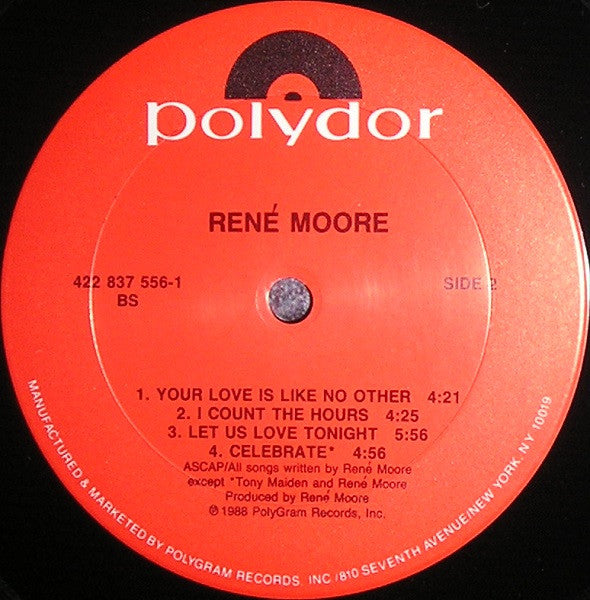 polydor
RENÉ MOORE
422 837 556-1
BS
SIDE 2
1. YOUR LOVE IS LIKE NO OTHER 4:21
2. I COUNT THE HOURS 4:25
3. LET US LOVE TONIGHT 5:56
4. CELEBRATE* 4:56
ASCAP/All songs written by René Moore
except *Tony Maiden and René Moore
Produced by René Moore
℗ 1988 PolyGram Records, Inc.
MANUFACTURED & MARKETED BY POLYGRAM RECORDS, INC./810 SEVENTH AVENUE/NEW YORK, NY 10019